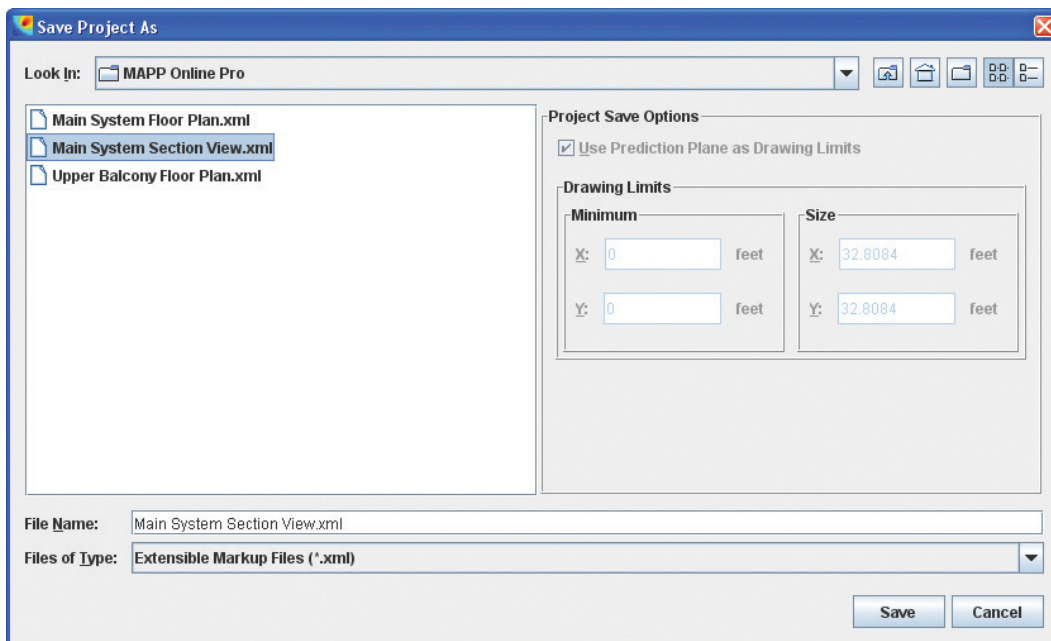 Save Project As
Look In: MAPP Online Pro
Main System Floor Plan.xml
Main System Section View.xml
Upper Balcony Floor Plan.xml
Project Save Options
Use Prediction Plane as Drawing Limits
Drawing Limits
Minimum
X: 0 feet
Y: 0 feet
Size
X: 32.8084 feet
Y: 32.8084 feet
File Name: Main System Section View.xml
Files of Type: Extensible Markup Files (*.xml)
Save Cancel